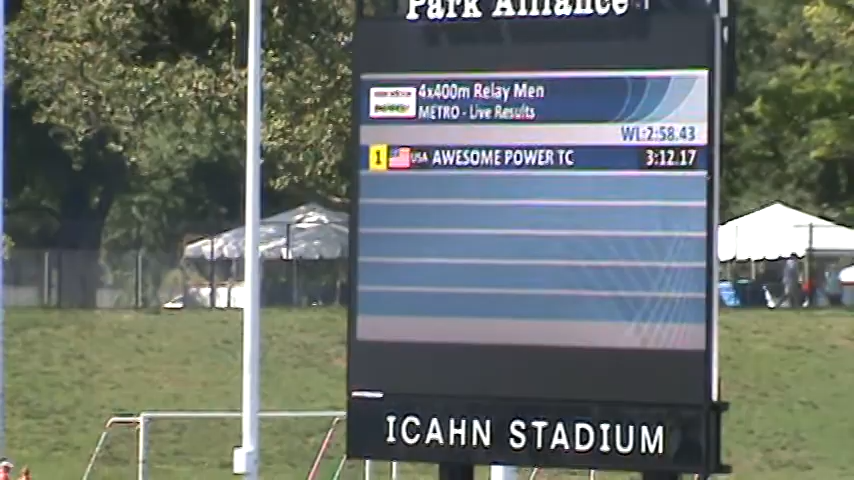 Park Alliance
4x400m Relay Men
METRO - Live Results
WL:2:58.43
1 USA AWESOME POWER TC 3:12.17
ICAHN STADIUM